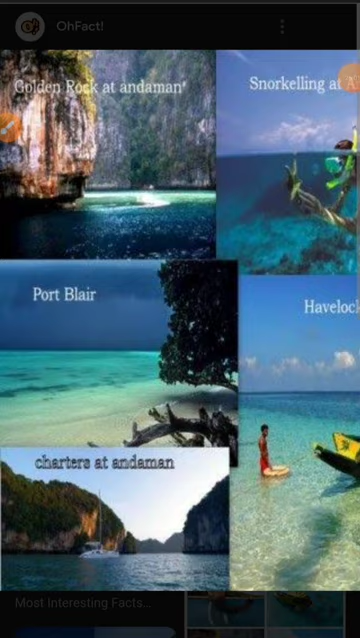 OhFact!
Golden Rock at andaman
Snorkelling at A
Port Blair
Havelock
charters at andaman
Most Interesting Facts...